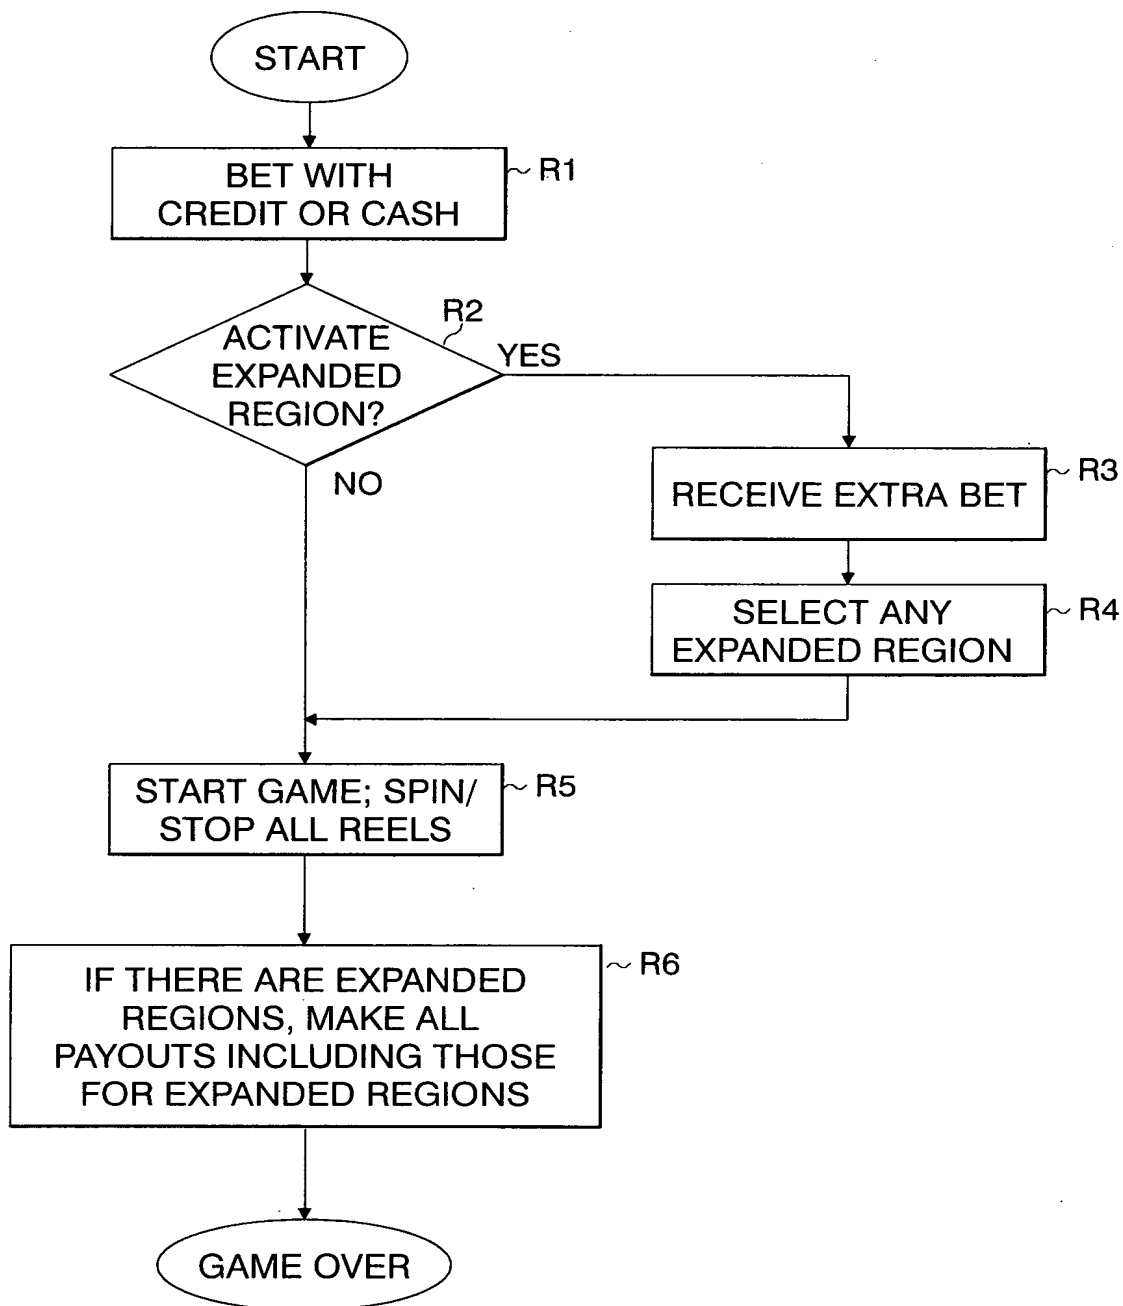 START
BET WITH
CREDIT OR CASH
R1
ACTIVATE
EXPANDED
REGION?
R2
YES
NO
RECEIVE EXTRA BET
R3
SELECT ANY
EXPANDED REGION
R4
START GAME; SPIN/
STOP ALL REELS
R5
IF THERE ARE EXPANDED
REGIONS, MAKE ALL
PAYOUTS INCLUDING THOSE
FOR EXPANDED REGIONS
R6
GAME OVER